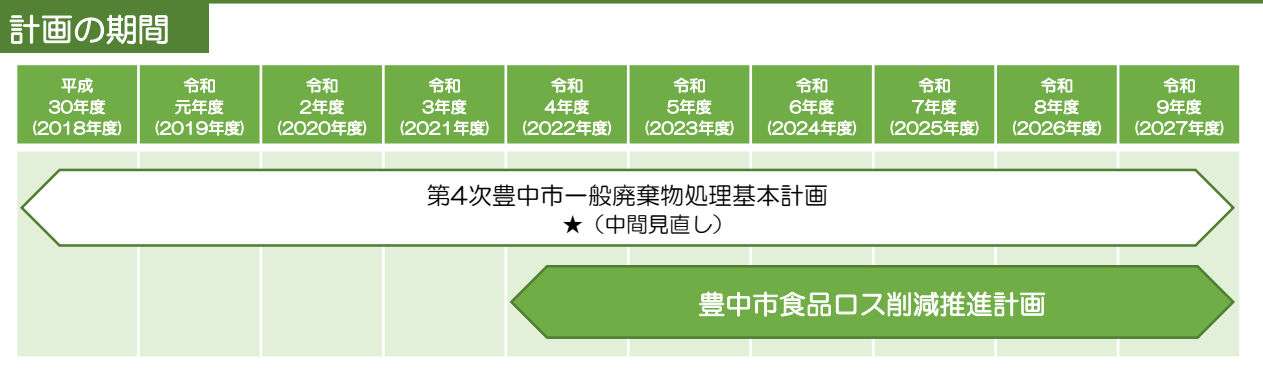 計画の期間
平成 令和 令和 令和 令和 令和 令和 令和 令和 令和
30年度 元年度 2年度 3年度 4年度 5年度 6年度 7年度 8年度 9年度
(2018年度) (2019年度) (2020年度) (2021年度) (2022年度) (2023年度) (2024年度) (2025年度) (2026年度) (2027年度)
第4次豊中市一般廃棄物処理基本計画
★（中間見直し）
豊中市食品ロス削減推進計画